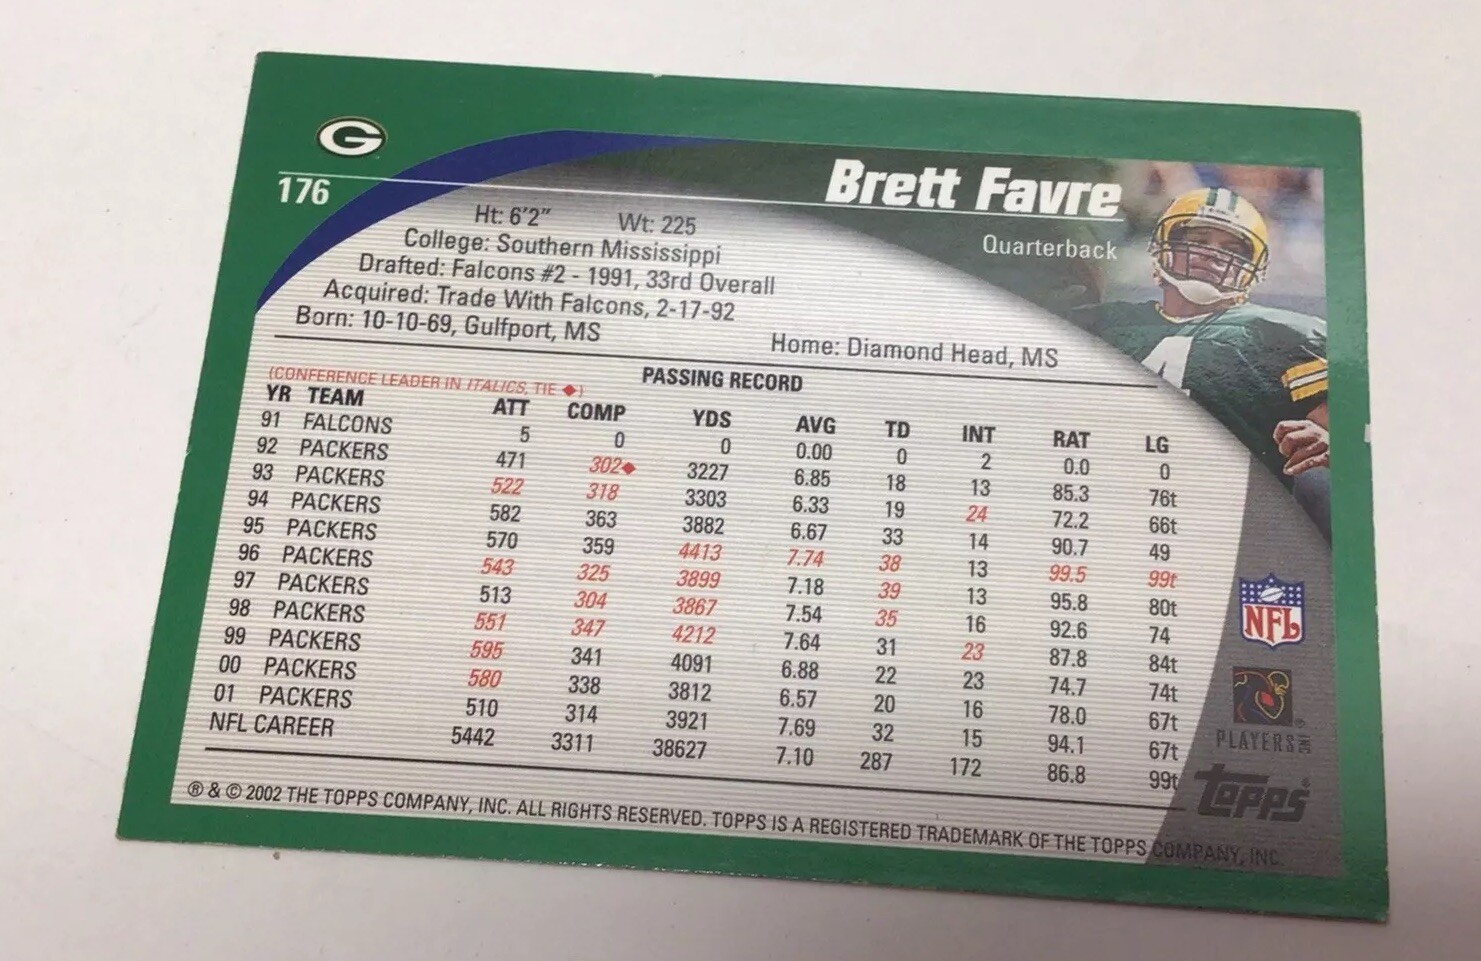 G
176
Brett Favre
Quarterback
Ht: 6'2" Wt: 225
College: Southern Mississippi
Drafted: Falcons #2 - 1991, 33rd Overall
Acquired: Trade With Falcons, 2-17-92
Born: 10-10-69, Gulfport, MS Home: Diamond Head, MS
4
(CONFERENCE LEADER IN ITALICS, TIE ♦) PASSING RECORD
YR TEAM ATT COMP YDS AVG TD INT RAT LG
91 FALCONS 5 0 0 0.00 0 2 0.0 0
92 PACKERS 471 302♦ 3227 6.85 18 13 85.3 76t
93 PACKERS 522 318 3303 6.33 19 24 72.2 66t
94 PACKERS 582 363 3882 6.67 33 14 90.7 49
95 PACKERS 570 359 4413 7.74 38 13 99.5 99t
96 PACKERS 543 325 3899 7.18 39 13 95.8 80t
97 PACKERS 513 304 3867 7.54 35 16 92.6 74
98 PACKERS 551 347 4212 7.64 31 23 87.8 84t
99 PACKERS 595 341 4091 6.88 22 23 74.7 74t
00 PACKERS 580 338 3812 6.57 20 16 78.0 67t
01 PACKERS 510 314 3921 7.69 32 15 94.1 67t
NFL CAREER 5442 3311 38627 7.10 287 172 86.8 99t
NFL
PLAYERS INC
topps
® & © 2002 THE TOPPS COMPANY, INC. ALL RIGHTS RESERVED. TOPPS IS A REGISTERED TRADEMARK OF THE TOPPS COMPANY, INC.